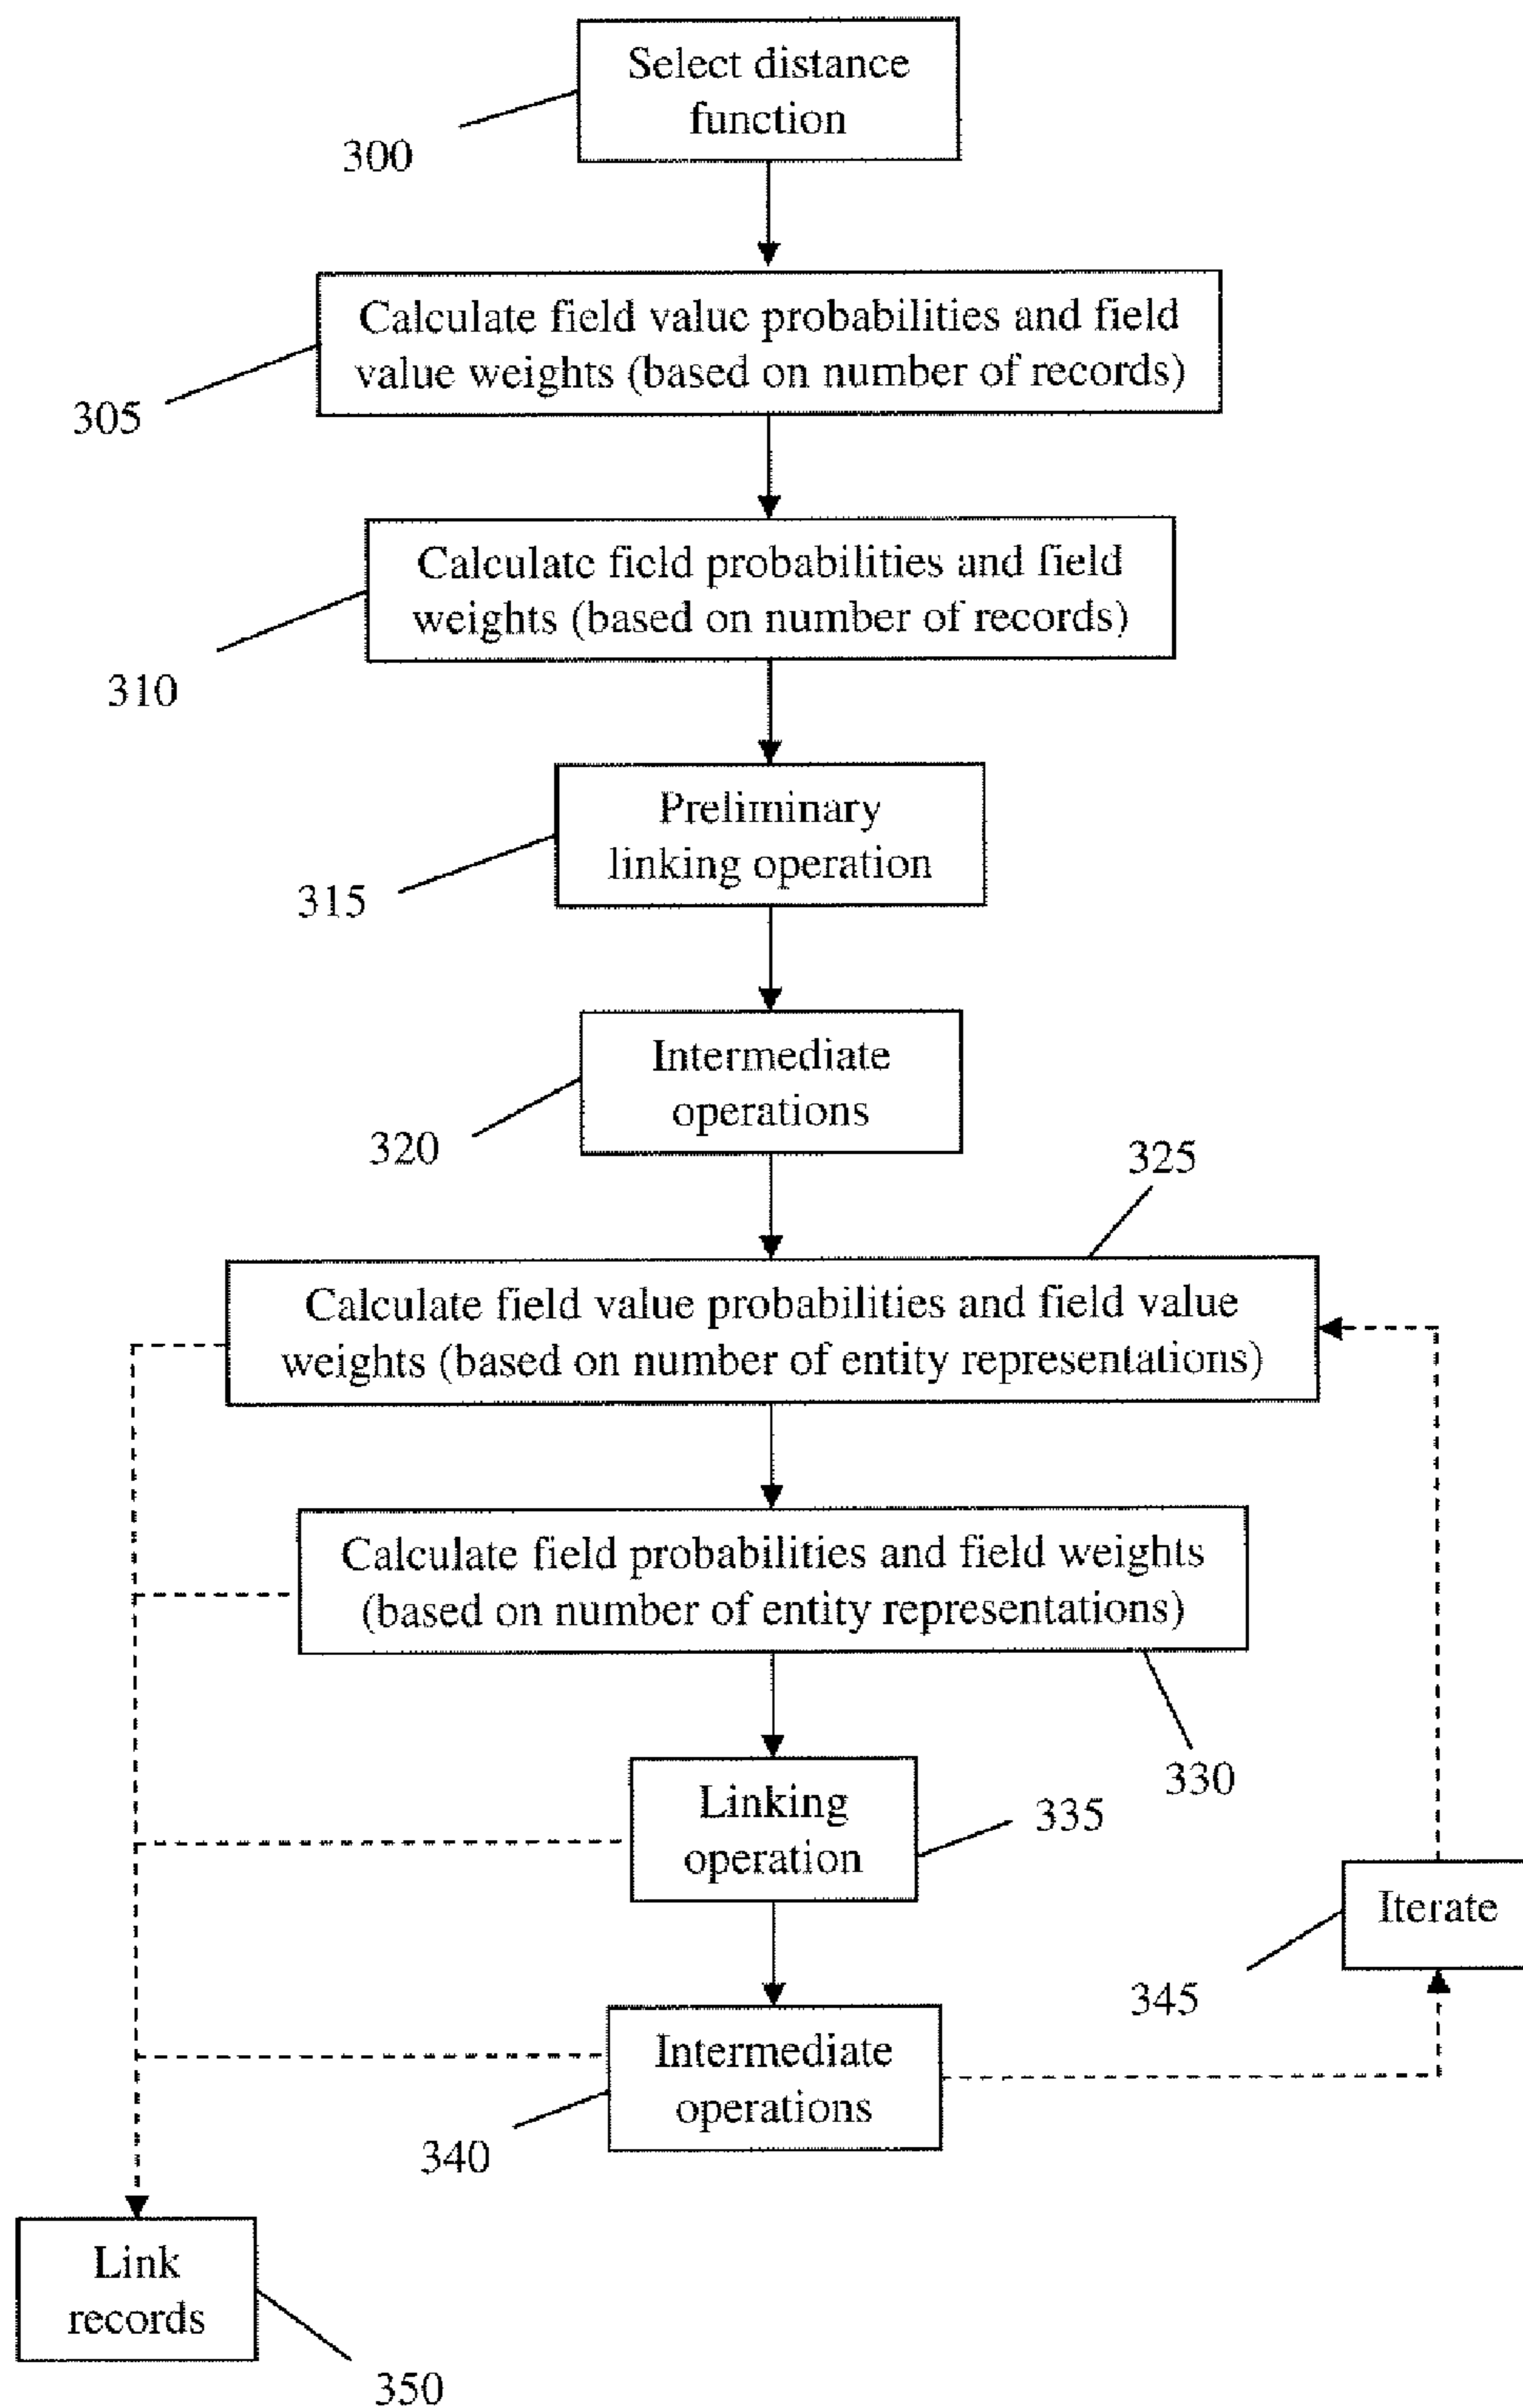 Select distance
function
300
Calculate field value probabilities and field
value weights (based on number of records)
305
Calculate field probabilities and field
weights (based on number of records)
310
Preliminary
linking operation
315
Intermediate
operations
320
325
Calculate field value probabilities and field value
weights (based on number of entity representations)
Calculate field probabilities and field weights
(based on number of entity representations)
330
Linking
operation
335
Iterate
345
Intermediate
operations
340
Link
records
350